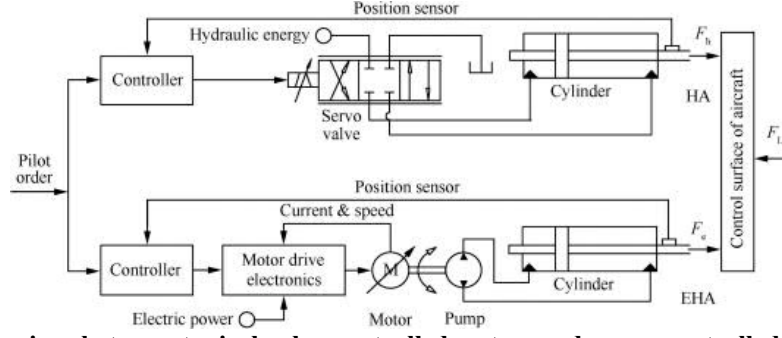 Position sensor
Hydraulic energy
F_h
Controller
Cylinder
HA
Servo
valve
Control surface of aircraft
F_L
Pilot
order
Position sensor
Current & speed
F_e
Controller
Motor drive
electronics
M
Cylinder
Electric power
Motor
Pump
EHA